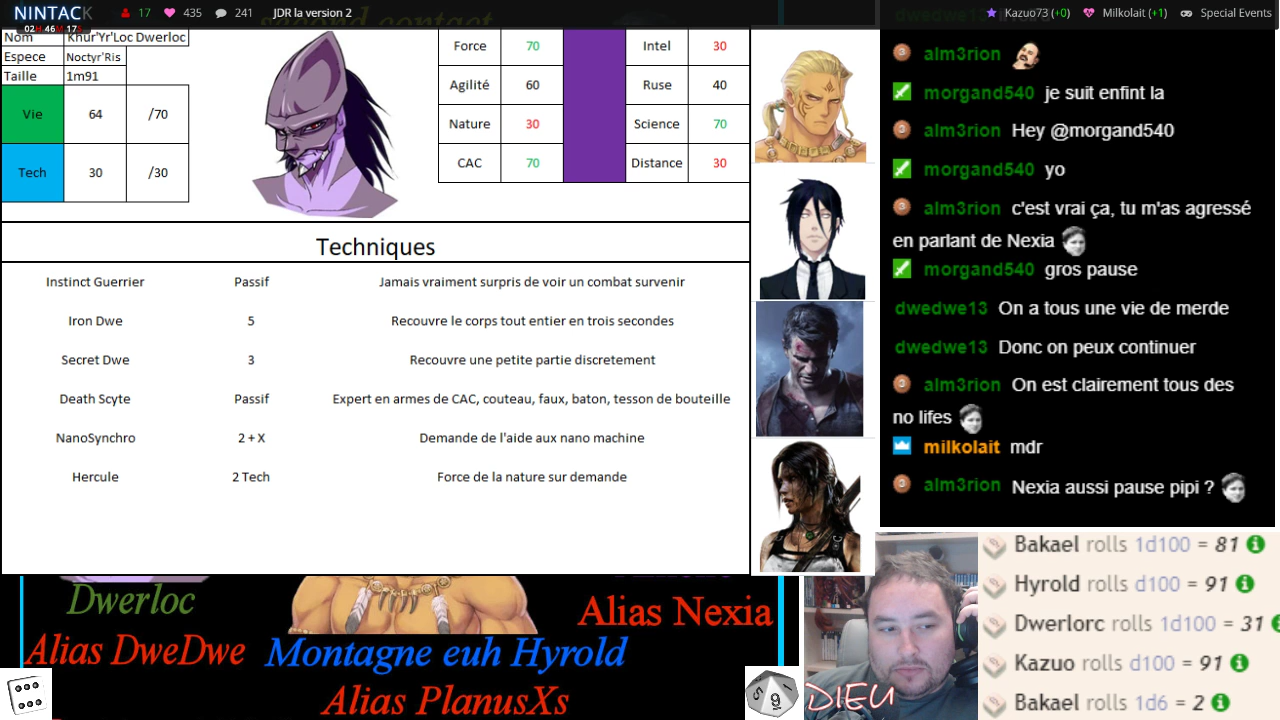 NINTACK 17 435 241 JDR la version 2 Kazuo73 (+0) Milkolait (+1) Special Events
02H 46M 17S
second contact
Nom Khur'Yr'Loc Dwerloc
Espece Noctyr'Ris
Taille 1m91
Vie 64 /70
Tech 30 /30
Force 70 Intel 30
Agilité 60 Ruse 40
Nature 30 Science 70
CAC 70 Distance 30
Techniques
Instinct Guerrier Passif Jamais vraiment surpris de voir un combat survenir
Iron Dwe 5 Recouvre le corps tout entier en trois secondes
Secret Dwe 3 Recouvre une petite partie discretement
Death Scyte Passif Expert en armes de CAC, couteau, faux, baton, tesson de bouteille
NanoSynchro 2 + X Demande de l'aide aux nano machine
Hercule 2 Tech Force de la nature sur demande
Dwerloc
Alias DweDwe
Montagne euh Hyrold
Alias PlanusXs
Alias Nexia
DIEU
alm3rion
morgand540 je suit enfint la
alm3rion Hey @morgand540
morgand540 yo
alm3rion c'est vrai ça, tu m'as agressé
en parlant de Nexia
morgand540 gros pause
dwedwe13 On a tous une vie de merde
dwedwe13 Donc on peux continuer
alm3rion On est clairement tous des
no lifes
milkolait mdr
alm3rion Nexia aussi pause pipi ?
Bakael rolls 1d100 = 81
Hyrold rolls d100 = 91
Dwerlorc rolls 1d100 = 31
Kazuo rolls d100 = 91
Bakael rolls 1d6 = 2